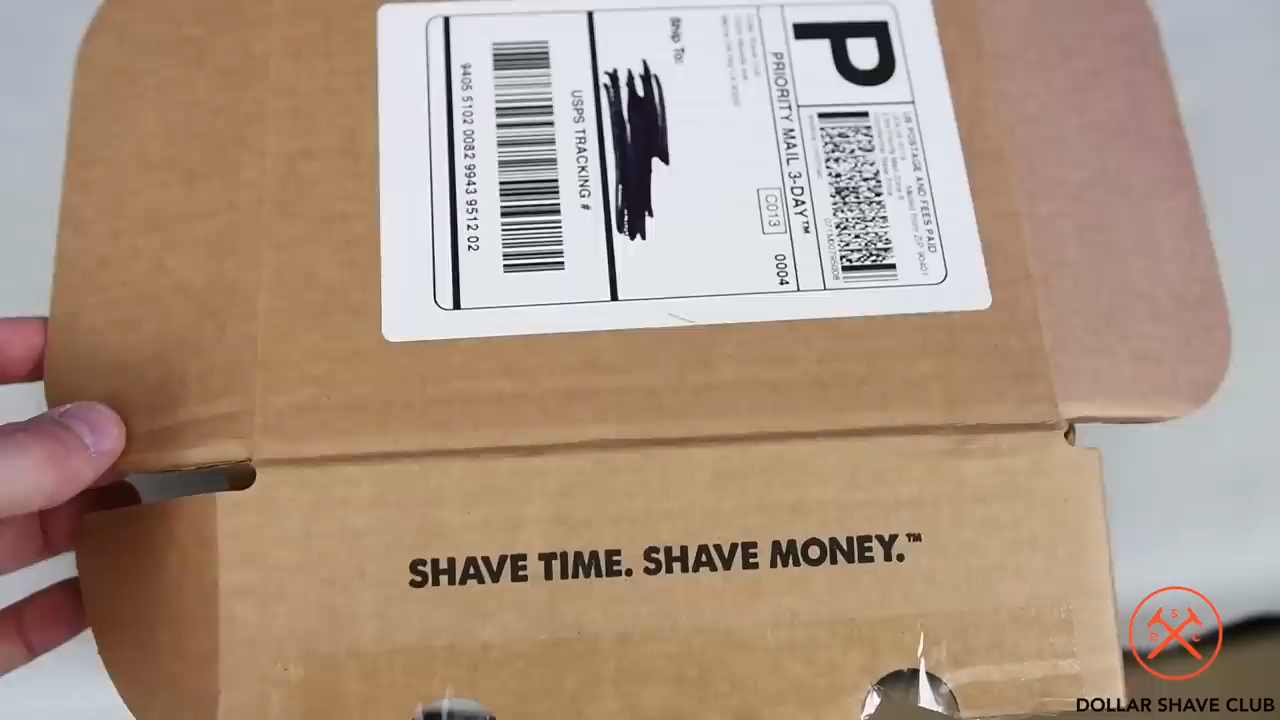 P
US POSTAGE AND FEES PAID
PRIORITY MAIL 3-DAY™
0004
C013
Ship To:
USPS TRACKING #
9405 5102 0082 9943 9512 02
SHAVE TIME. SHAVE MONEY.™
D S C
DOLLAR SHAVE CLUB